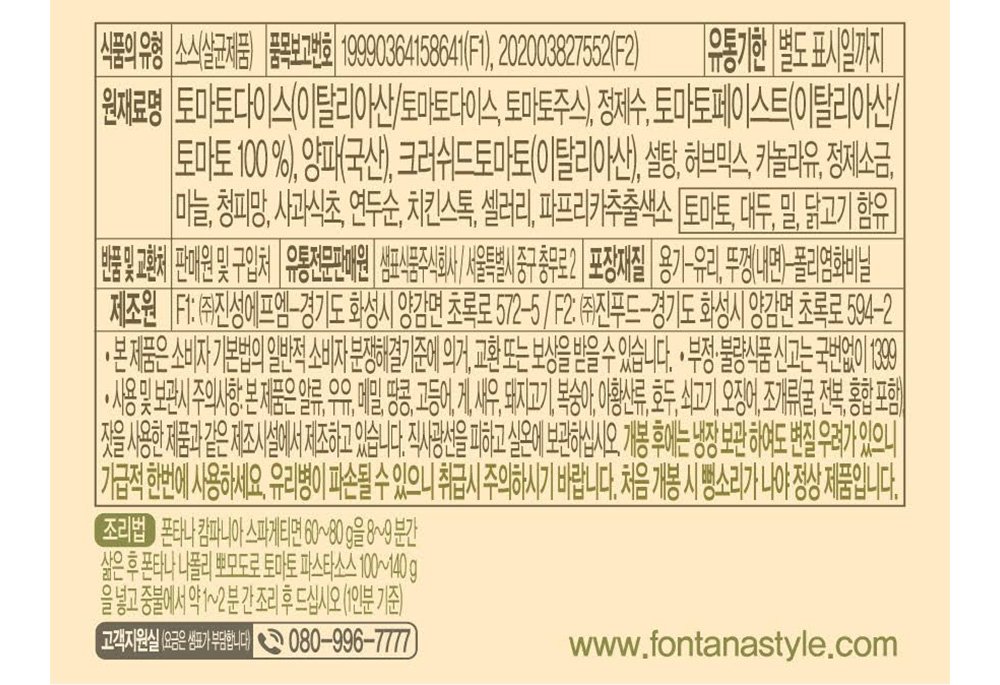 식품의 유형 소스(살균제품) 품목보고번호 19990364158641(F1), 202003827552(F2) 유통기한 별도 표시일까지
원재료명 토마토다이스(이탈리아산/토마토다이스, 토마토주스), 정제수, 토마토페이스트(이탈리아산/
토마토 100 %), 양파(국산), 크러쉬드토마토(이탈리아산), 설탕, 허브믹스, 카놀라유, 정제소금,
마늘, 청피망, 사과식초, 연두순, 치킨스톡, 셀러리, 파프리카추출색소 토마토, 대두, 밀, 닭고기 함유
반품 및 교환처 판매원 및 구입처 유통전문판매원 샘표식품주식회사 / 서울특별시 중구 충무로 2 포장재질 용기-유리, 뚜껑(내면)-폴리염화비닐
제조원 F1: ㈜진성에프엠-경기도 화성시 양감면 초록로 572-5 / F2: ㈜진푸드-경기도 화성시 양감면 초록로 594-2
• 본 제품은 소비자 기본법의 일반적 소비자 분쟁해결기준에 의거, 교환 또는 보상을 받을 수 있습니다. • 부정·불량식품 신고는 국번없이 1399
• 사용 및 보관시 주의사항: 본 제품은 알류, 우유, 메밀, 땅콩, 고등어, 게, 새우, 돼지고기, 복숭아, 아황산류, 호두, 쇠고기, 오징어, 조개류(굴, 전복, 홍합 포함),
잣을 사용한 제품과 같은 제조시설에서 제조하고 있습니다. 직사광선을 피하고 실온에 보관하십시오. 개봉 후에는 냉장 보관 하여도 변질 우려가 있으니
가급적 한번에 사용하세요. 유리병이 파손될 수 있으니 취급시 주의하시기 바랍니다. 처음 개봉 시 뻥소리가 나야 정상 제품입니다.
조리법 폰타나 캄파니아 스파게티면 60~80 g을 8~9 분간
삶은 후 폰타나 나폴리 뽀모도로 토마토 파스타소스 100~140 g
을 넣고 중불에서 약 1~2 분 간 조리 후 드십시오 (1인분 기준)
고객지원실 (요금은 샘표가 부담합니다) 080-996-7777
www.fontanastyle.com